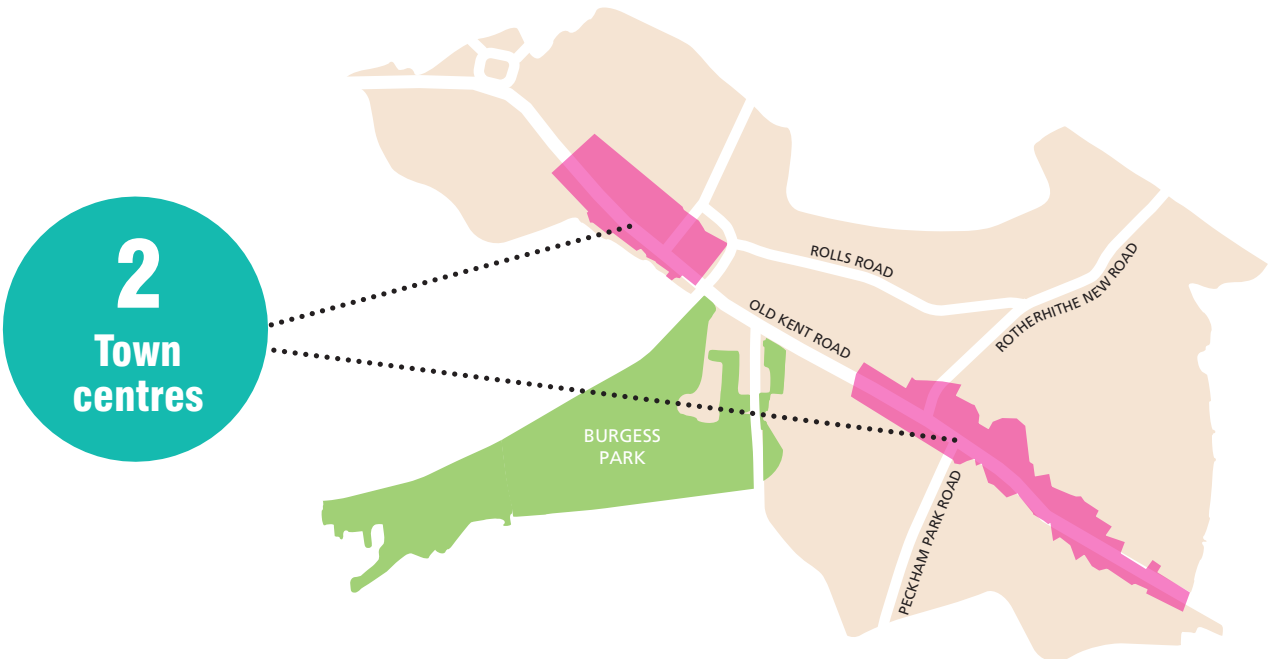 2
Town
centres
ROLLS ROAD
OLD KENT ROAD
ROTHERHITHE NEW ROAD
BURGESS
PARK
PECKHAM PARK ROAD